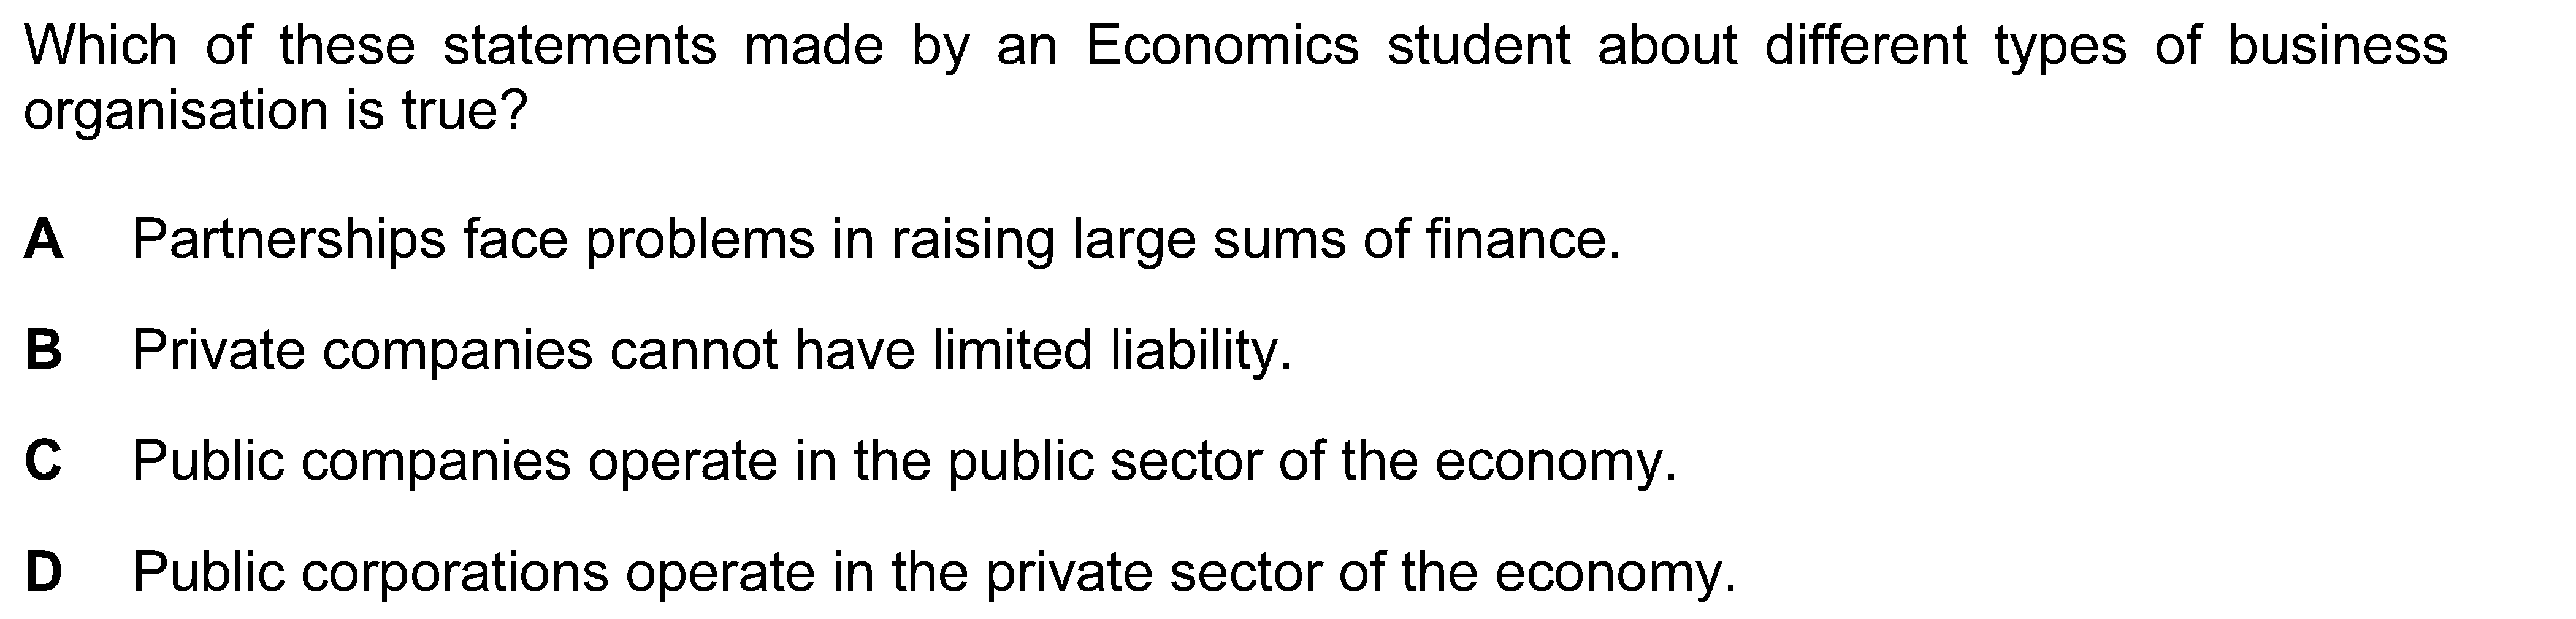 Which of these statements made by an Economics student about different types of business
organisation is true?
A Partnerships face problems in raising large sums of finance.
B Private companies cannot have limited liability.
C Public companies operate in the public sector of the economy.
D Public corporations operate in the private sector of the economy.